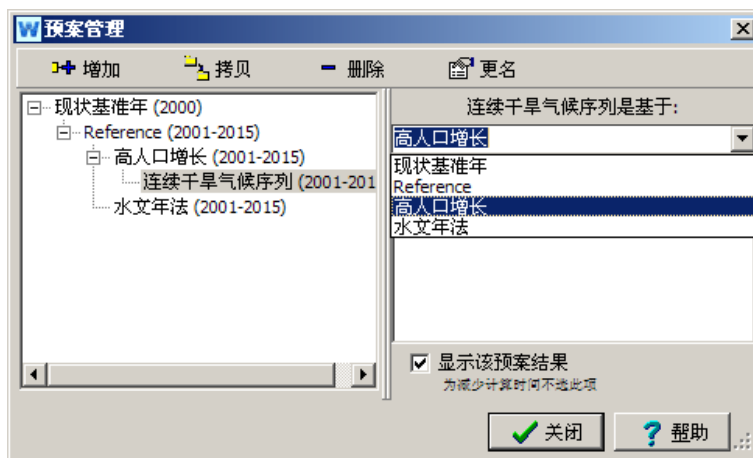 预案管理
增加 拷贝 删除 更名
现状基准年 (2000)
Reference (2001-2015)
高人口增长 (2001-2015)
连续干旱气候序列 (2001-201
水文年法 (2001-2015)
连续干旱气候序列是基于:
高人口增长
现状基准年
Reference
高人口增长
水文年法
显示该预案结果
为减少计算时间不选此项
关闭 帮助